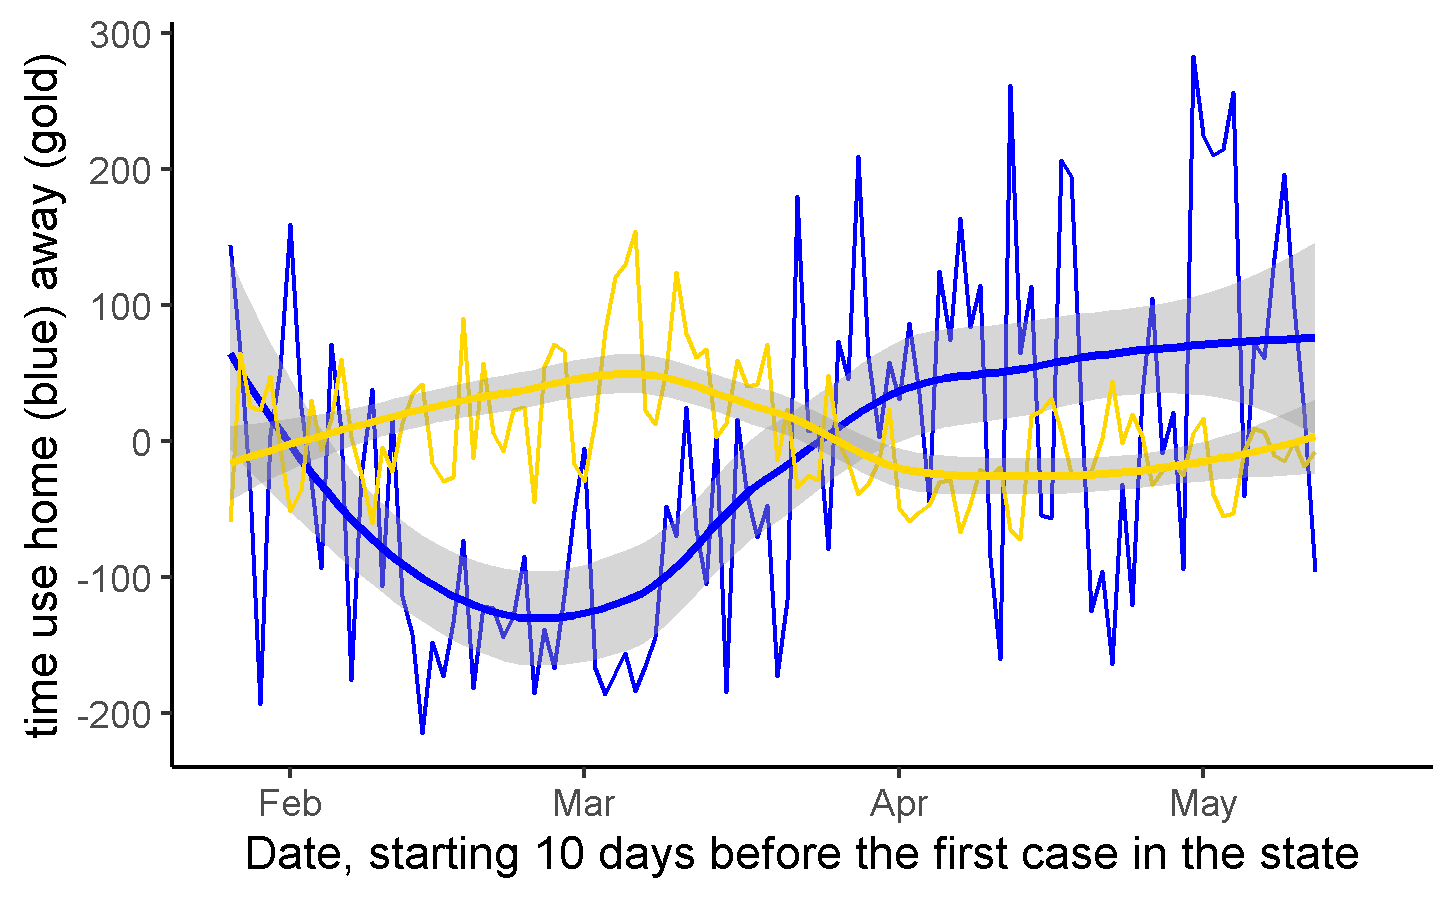 time use home (blue) away (gold)
300
200
100
0
-100
-200
Feb Mar Apr May
Date, starting 10 days before the first case in the state